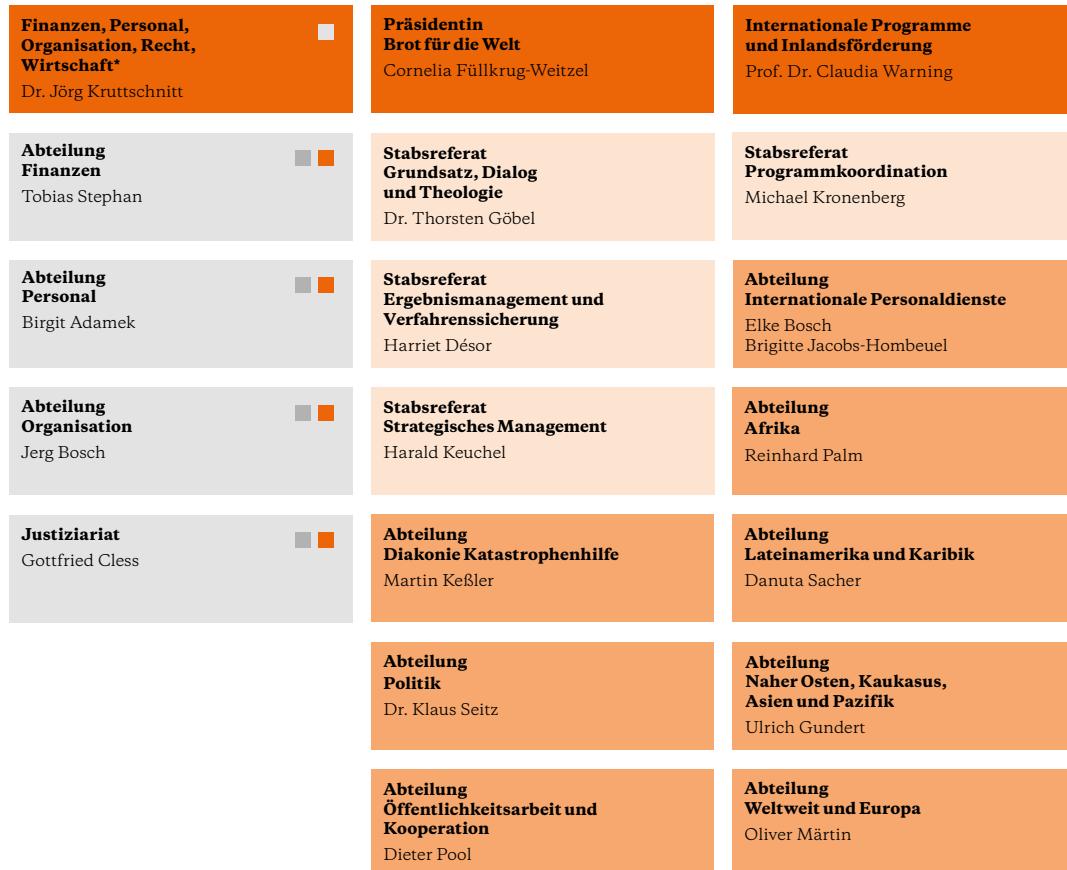 Finanzen, Personal,
Organisation, Recht,
Wirtschaft*
Dr. Jörg Kruttschnitt
Abteilung
Finanzen
Tobias Stephan
Abteilung
Personal
Birgit Adamek
Abteilung
Organisation
Jerg Bosch
Justiziariat
Gottfried Cless
Präsidentin
Brot für die Welt
Cornelia Füllkrug-Weitzel
Stabsreferat
Grundsatz, Dialog
und Theologie
Dr. Thorsten Göbel
Stabsreferat
Ergebnismanagement und
Verfahrenssicherung
Harriet Désor
Stabsreferat
Strategisches Management
Harald Keuchel
Abteilung
Diakonie Katastrophenhilfe
Martin Keßler
Abteilung
Politik
Dr. Klaus Seitz
Abteilung
Öffentlichkeitsarbeit und
Kooperation
Dieter Pool
Internationale Programme
und Inlandsförderung
Prof. Dr. Claudia Warning
Stabsreferat
Programmkoordination
Michael Kronenberg
Abteilung
Internationale Personaldienste
Elke Bosch
Brigitte Jacobs-Hombeuel
Abteilung
Afrika
Reinhard Palm
Abteilung
Lateinamerika und Karibik
Danuta Sacher
Abteilung
Naher Osten, Kaukasus,
Asien und Pazifik
Ulrich Gundert
Abteilung
Weltweit und Europa
Oliver Märtin